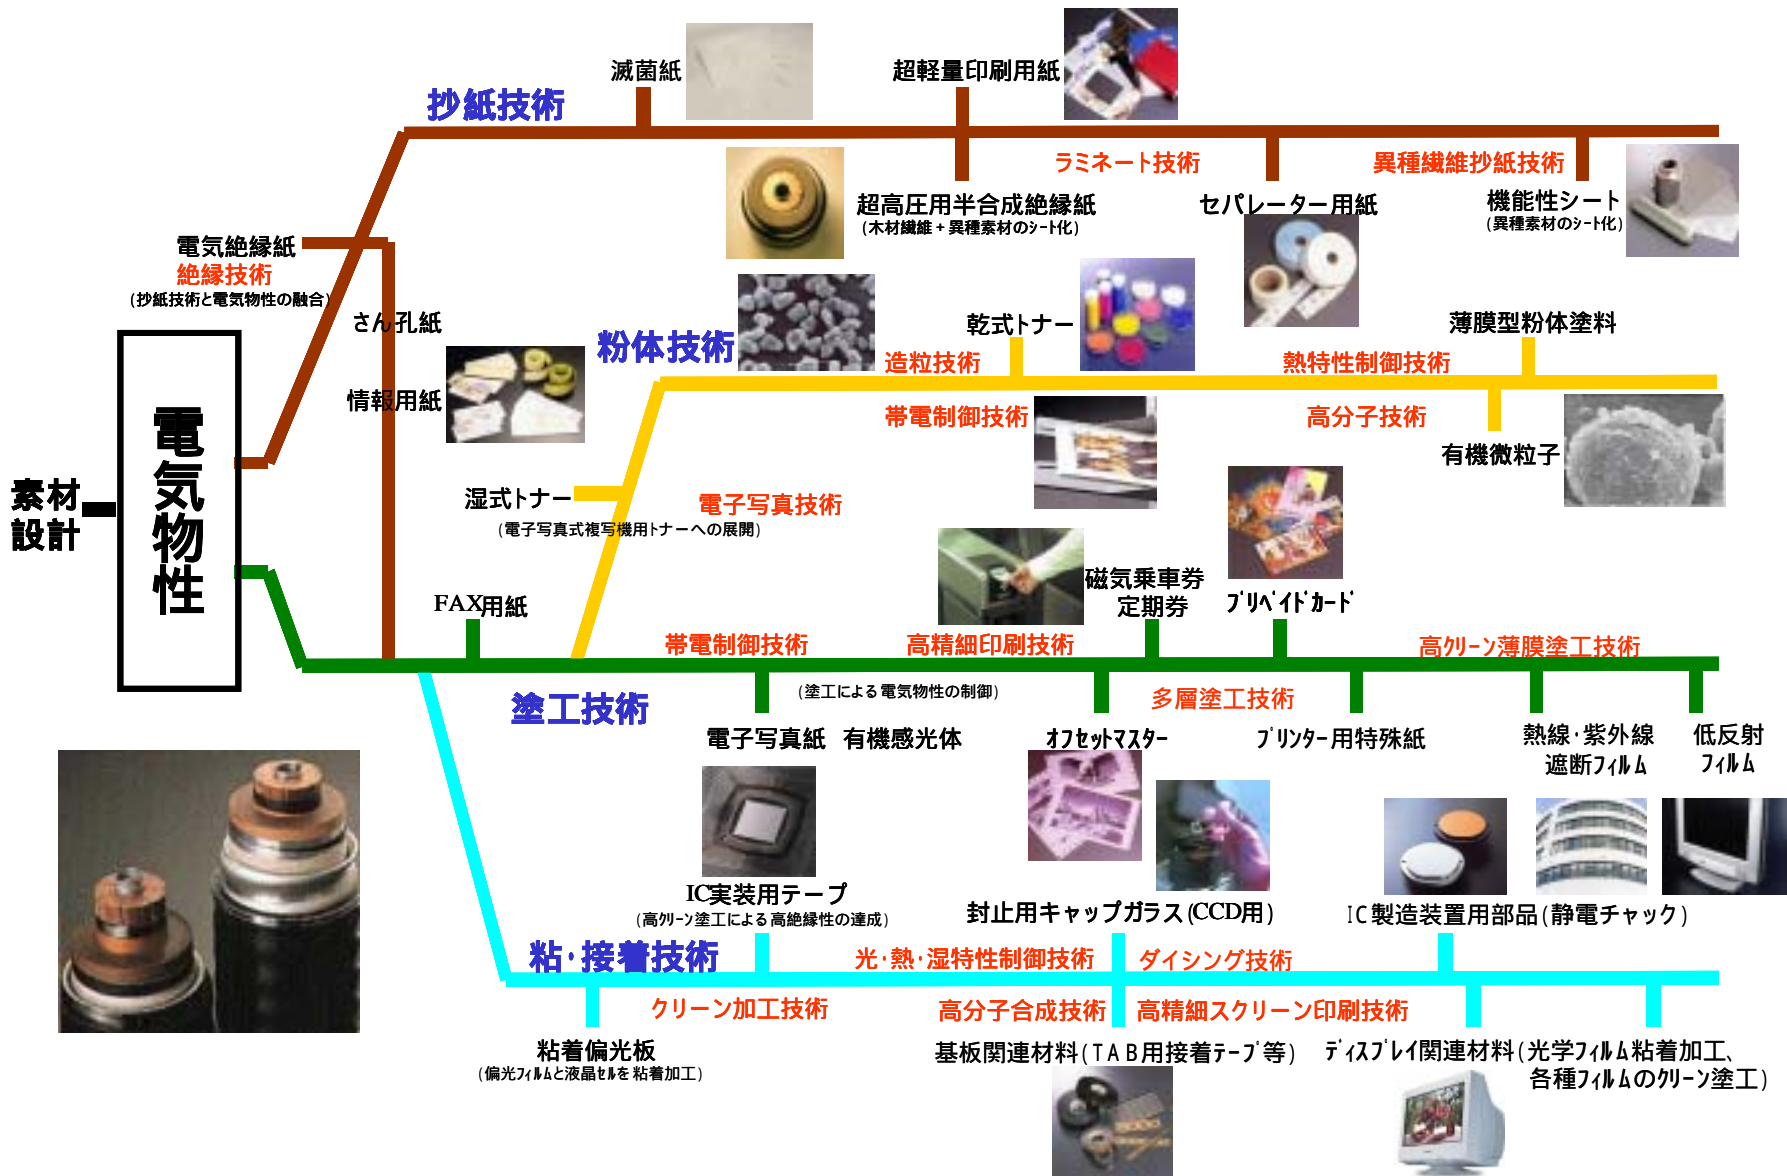 滅菌紙
超軽量印刷用紙
抄紙技術
ラミネート技術
異種繊維抄紙技術
超高圧用半合成絶縁紙
(木材繊維+異種素材のシート化)
セパレーター用紙
機能性シート
(異種素材のシート化)
電気絶縁紙
絶縁技術
(抄紙技術と電気物性の融合)
さん孔紙
情報用紙
粉体技術
乾式トナー
薄膜型粉体塗料
造粒技術
熱特性制御技術
帯電制御技術
高分子技術
有機微粒子
湿式トナー
電子写真技術
(電子写真式複写機用トナーへの展開)
素材
設計
電気物性
FAX用紙
磁気乗車券
定期券
プリペイドカード
帯電制御技術
高精細印刷技術
高クリーン薄膜塗工技術
塗工技術
(塗工による電気物性の制御)
多層塗工技術
電子写真紙 有機感光体
オフセットマスター
プリンター用特殊紙
熱線・紫外線
遮断フィルム
低反射
フィルム
IC実装用テープ
(高クリーン塗工による高絶縁性の達成)
封止用キャップガラス(CCD用)
IC製造装置用部品(静電チャック)
粘・接着技術
光・熱・湿特性制御技術
ダイシング技術
クリーン加工技術
高分子合成技術
高精細スクリーン印刷技術
粘着偏光板
(偏光フィルムと液晶セルを粘着加工)
基板関連材料(TAB用接着テープ等)
ディスプレイ関連材料(光学フィルム粘着加工、
各種フィルムのクリーン塗工)